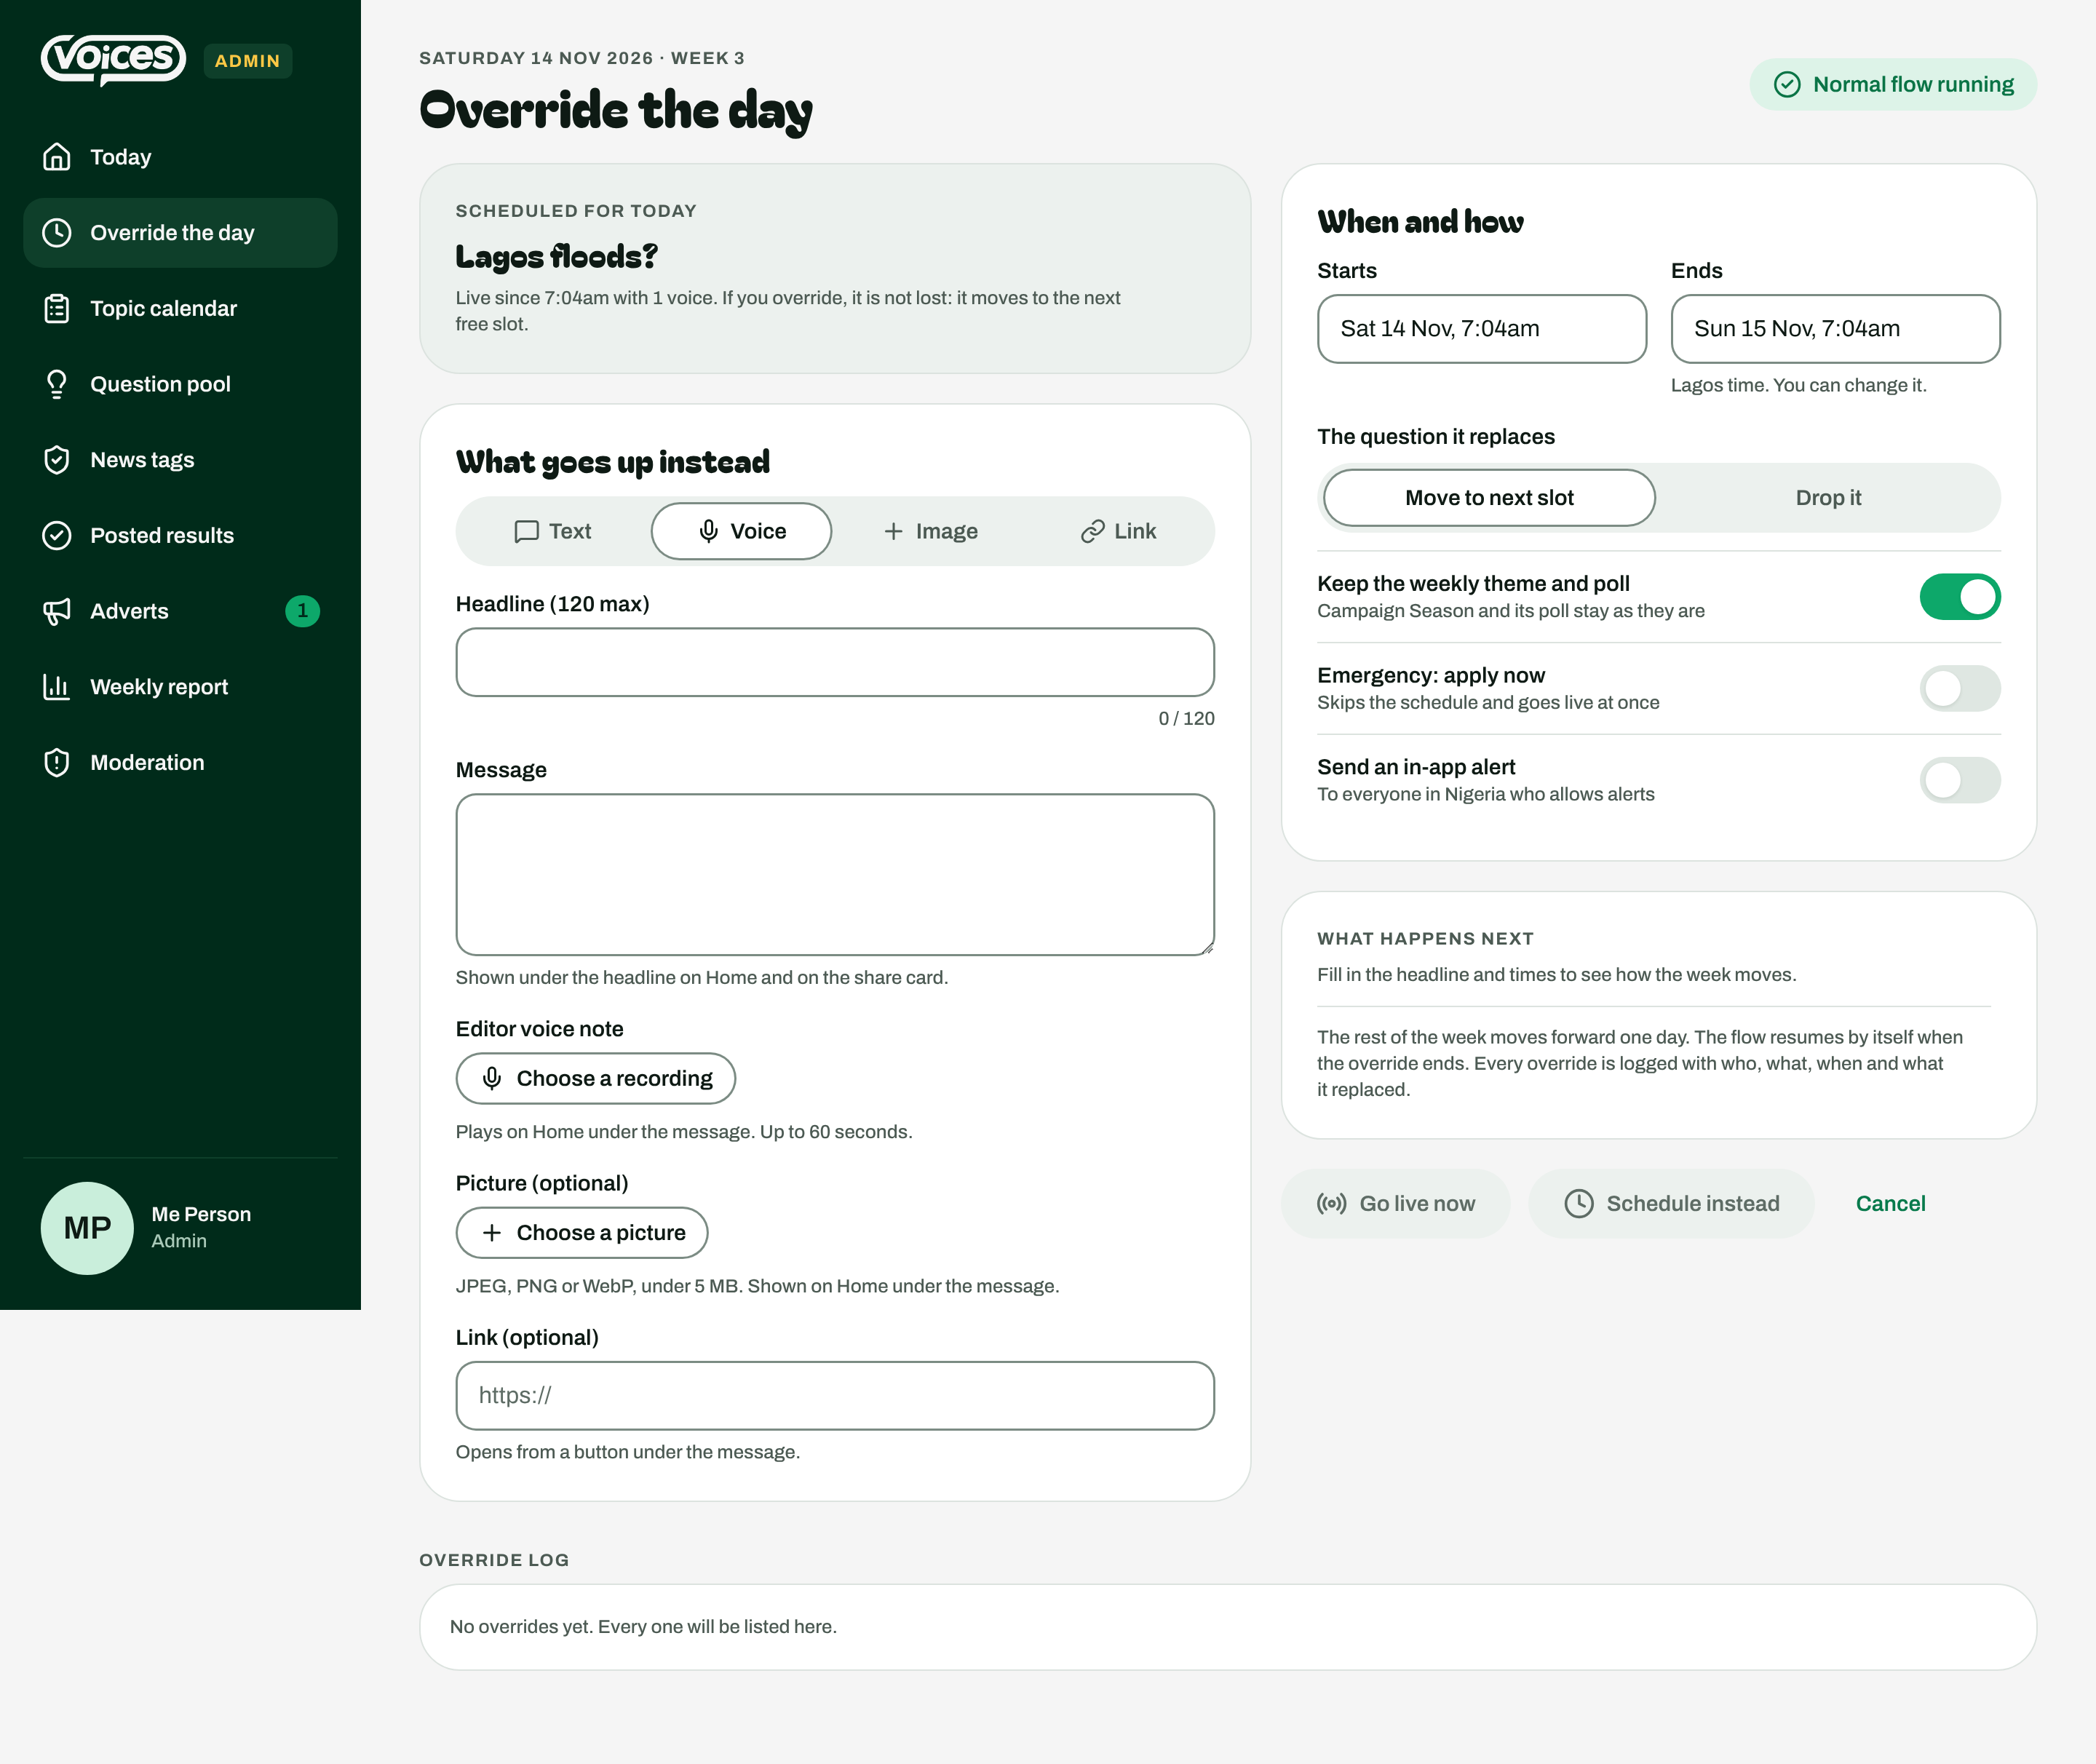 Voices
ADMIN
Today
Override the day
Topic calendar
Question pool
News tags
Posted results
Adverts
1
Weekly report
Moderation
MP
Me Person
Admin
SATURDAY 14 NOV 2026 · WEEK 3
Override the day
Normal flow running
SCHEDULED FOR TODAY
Lagos floods?
Live since 7:04am with 1 voice. If you override, it is not lost: it moves to the next
free slot.
What goes up instead
Text
Voice
Image
Link
Headline (120 max)
0 / 120
Message
Shown under the headline on Home and on the share card.
Editor voice note
Choose a recording
Plays on Home under the message. Up to 60 seconds.
Picture (optional)
Choose a picture
JPEG, PNG or WebP, under 5 MB. Shown on Home under the message.
Link (optional)
https://
Opens from a button under the message.
When and how
Starts
Ends
Sat 14 Nov, 7:04am
Sun 15 Nov, 7:04am
Lagos time. You can change it.
The question it replaces
Move to next slot
Drop it
Keep the weekly theme and poll
Campaign Season and its poll stay as they are
Emergency: apply now
Skips the schedule and goes live at once
Send an in-app alert
To everyone in Nigeria who allows alerts
WHAT HAPPENS NEXT
Fill in the headline and times to see how the week moves.
The rest of the week moves forward one day. The flow resumes by itself when
the override ends. Every override is logged with who, what, when and what
it replaced.
Go live now
Schedule instead
Cancel
OVERRIDE LOG
No overrides yet. Every one will be listed here.